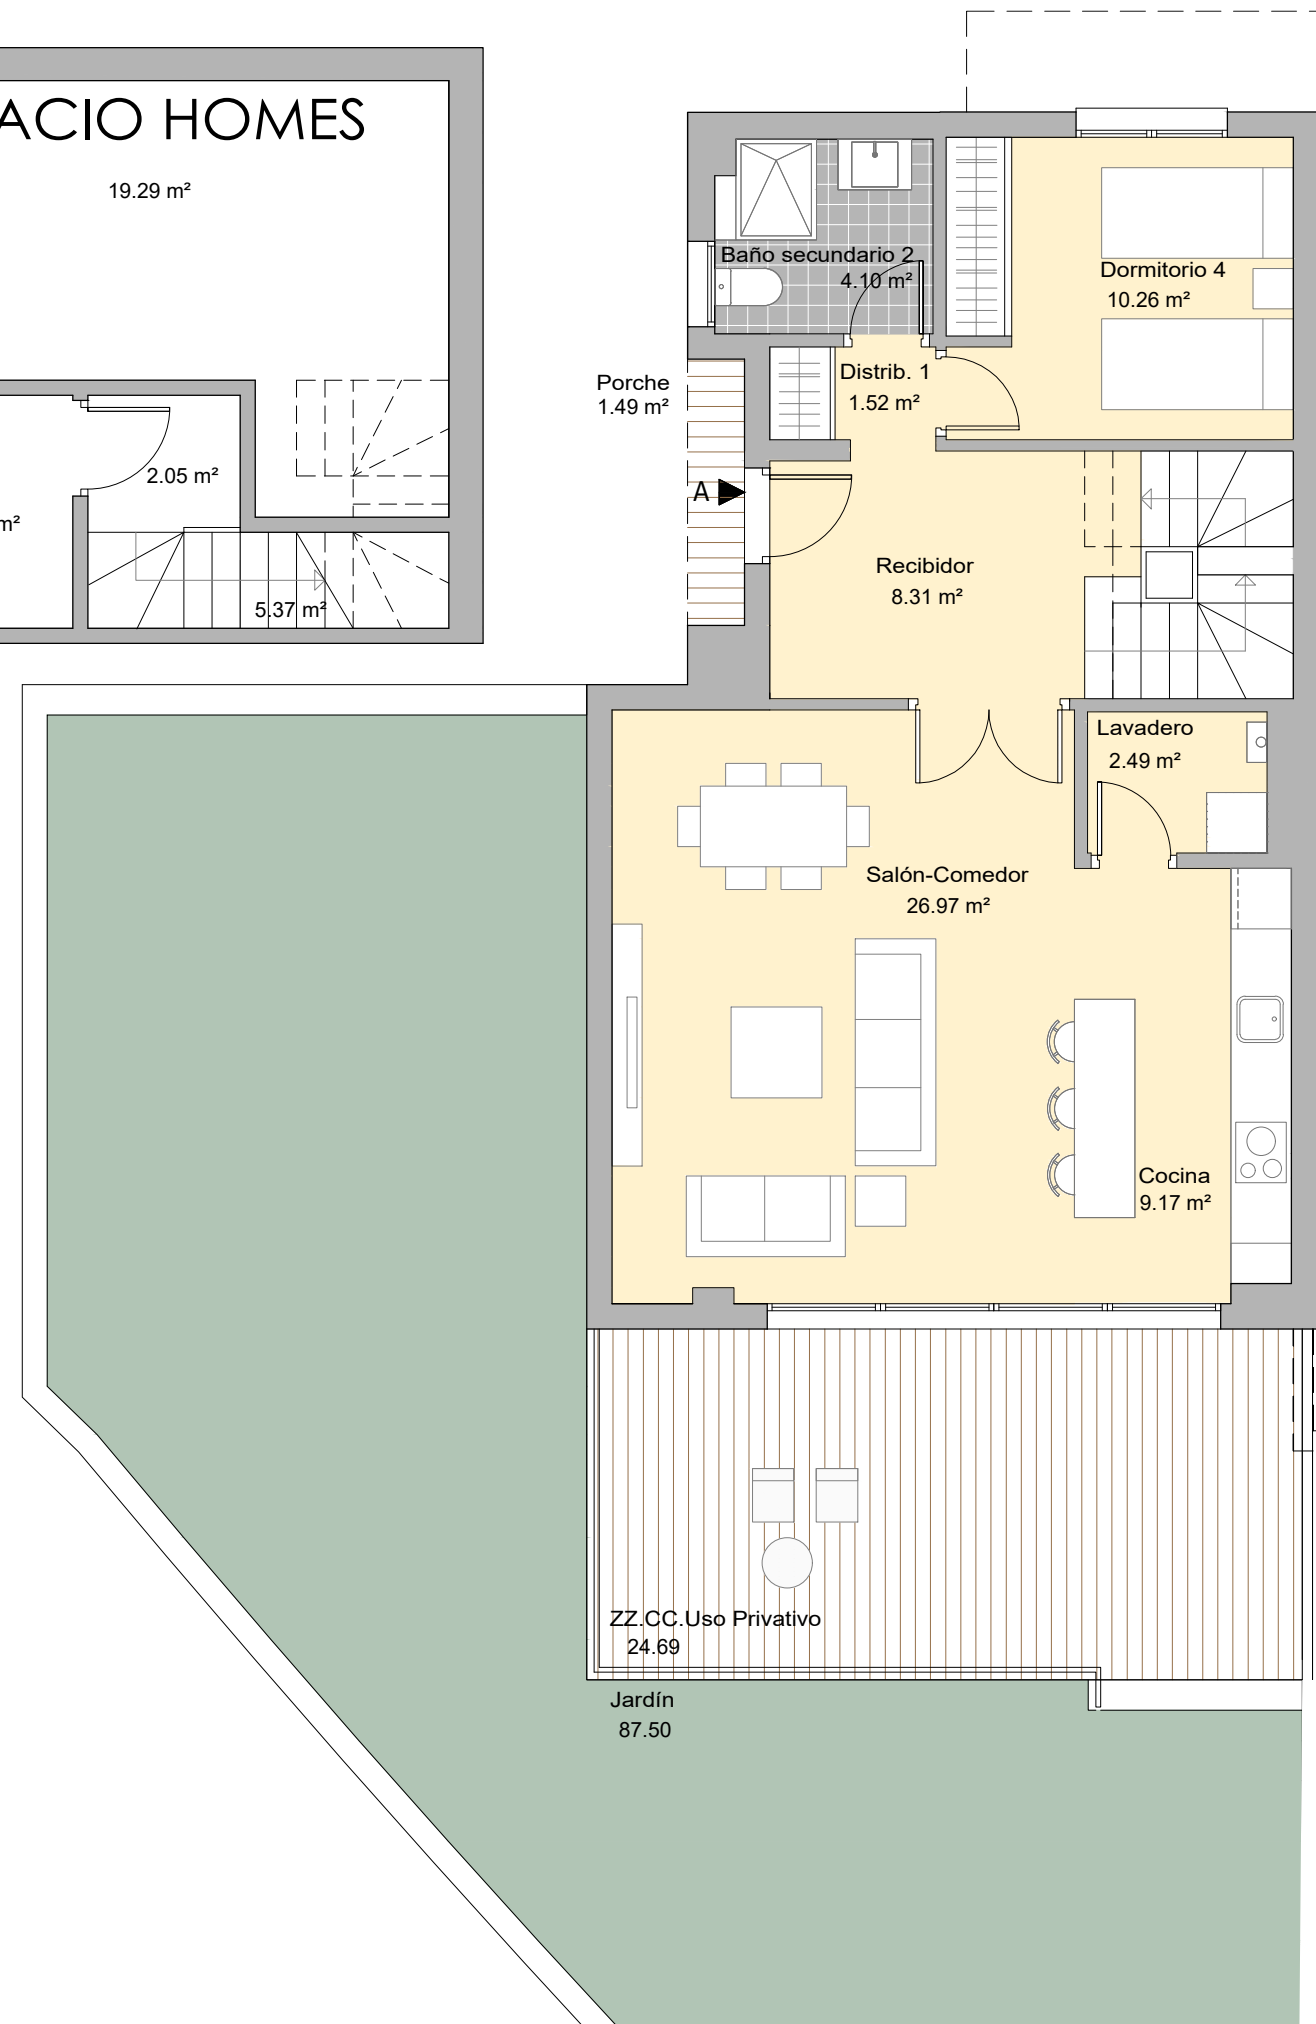 ACIO HOMES
19.29 m²
2.05 m²
m²
5.37 m²
Baño secundario 2
4.10 m²
Dormitorio 4
10.26 m²
Porche
1.49 m²
Distrib. 1
1.52 m²
A
Recibidor
8.31 m²
Lavadero
2.49 m²
Salón-Comedor
26.97 m²
Cocina
9.17 m²
ZZ.CC.Uso Privativo
24.69
Jardín
87.50